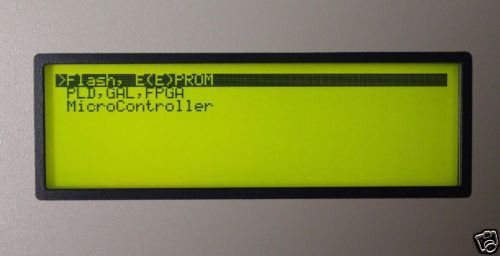 >Flash, E(E)PROM
PLD,GAL,FPGA
MicroController